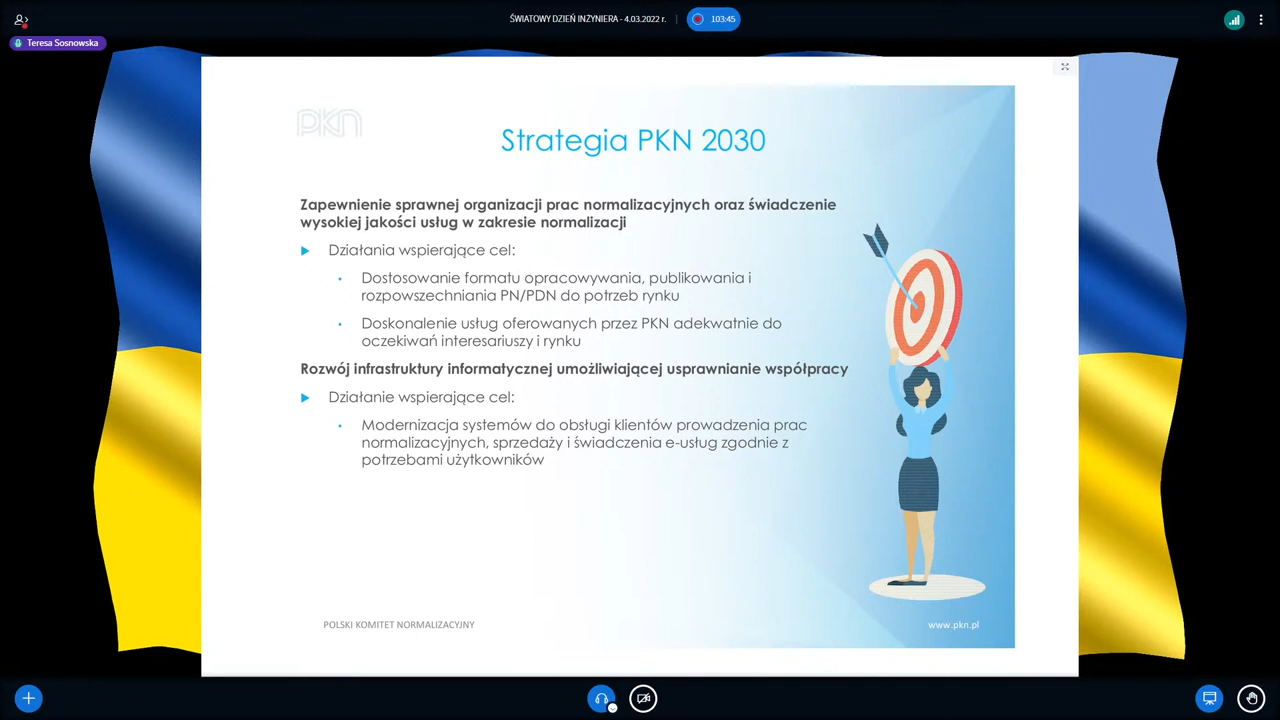 ŚWIATOWY DZIEŃ INŻYNIERA - 4.03.2022 r.
103:45
Teresa Sosnowska
pkn
Strategia PKN 2030
Zapewnienie sprawnej organizacji prac normalizacyjnych oraz świadczenie
wysokiej jakości usług w zakresie normalizacji
Działania wspierające cel:
Dostosowanie formatu opracowywania, publikowania i
rozpowszechniania PN/PDN do potrzeb rynku
Doskonalenie usług oferowanych przez PKN adekwatnie do
oczekiwań interesariuszy i rynku
Rozwój infrastruktury informatycznej umożliwiającej usprawnianie współpracy
Działanie wspierające cel:
Modernizacja systemów do obsługi klientów prowadzenia prac
normalizacyjnych, sprzedaży i świadczenia e-usług zgodnie z
potrzebami użytkowników
POLSKI KOMITET NORMALIZACYJNY
www.pkn.pl